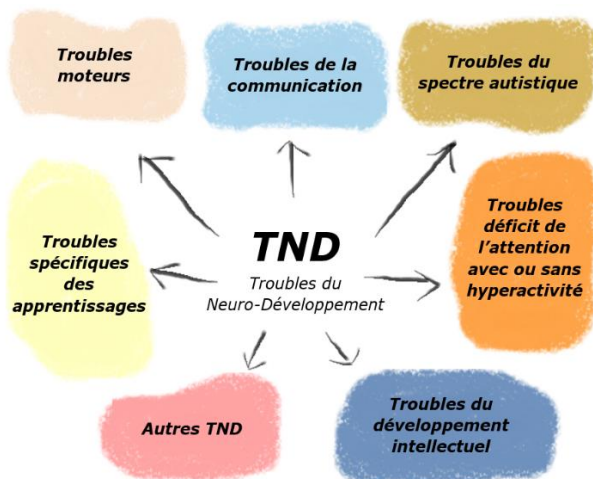 Troubles
moteurs
Troubles de la
communication
Troubles du
spectre autistique
Troubles
spécifiques
des
apprentissages
TND
Troubles du
Neuro-Développement
Troubles
déficit de
l'attention
avec ou sans
hyperactivité
Autres TND
Troubles du
développement
intellectuel